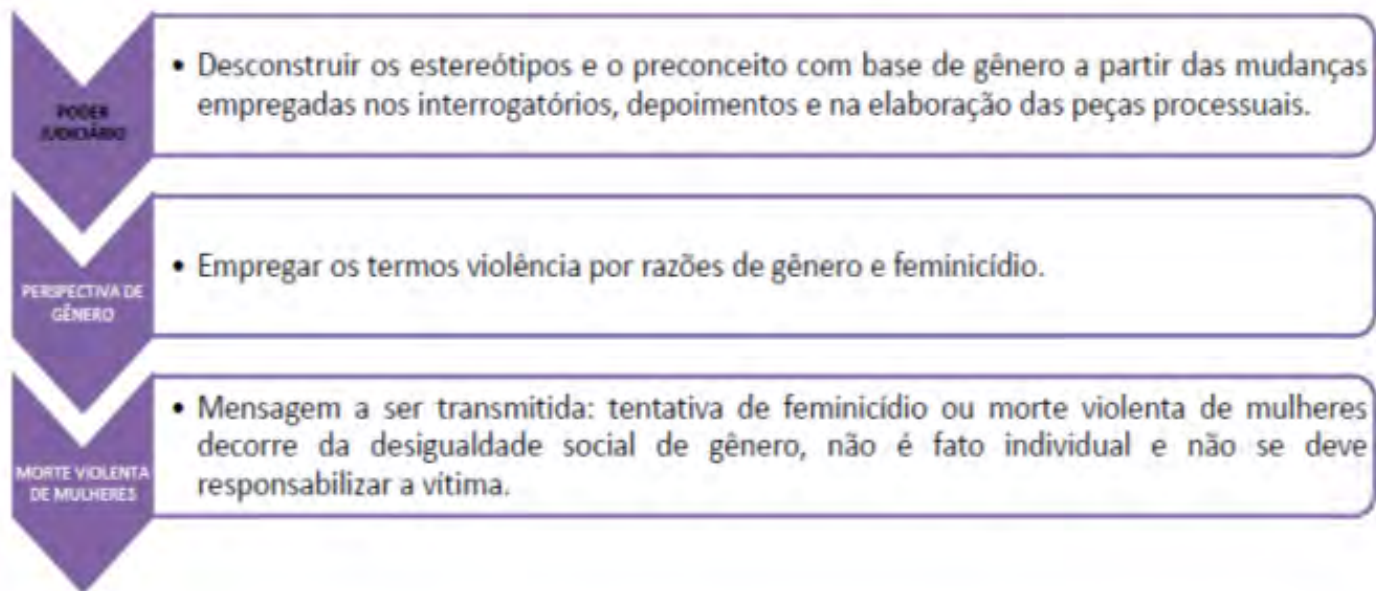 PODER
JUDICIÁRIO
• Desconstruir os estereótipos e o preconceito com base de gênero a partir das mudanças
empregadas nos interrogatórios, depoimentos e na elaboração das peças processuais.
PERSPECTIVA DE
GÊNERO
• Empregar os termos violência por razões de gênero e feminicídio.
MORTE VIOLENTA
DE MULHERES
• Mensagem a ser transmitida: tentativa de feminicídio ou morte violenta de mulheres
decorre da desigualdade social de gênero, não é fato individual e não se deve
responsabilizar a vítima.